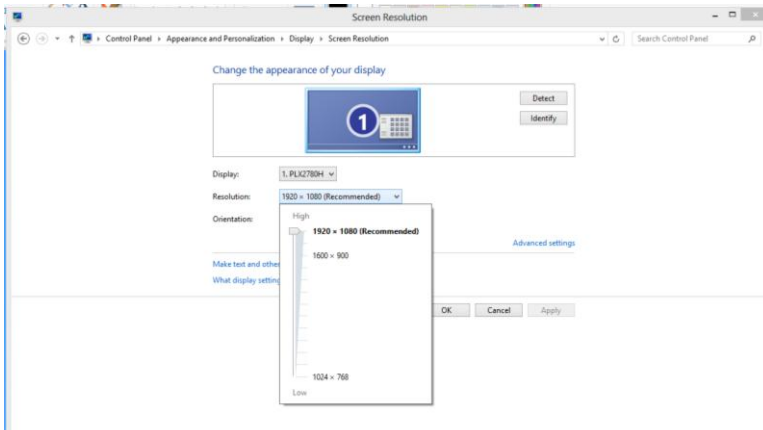 Screen Resolution
Control Panel Appearance and Personalization Display Screen Resolution Search Control Panel
Change the appearance of your display
1
Detect
Identify
Display: 1. PLX2780H
Resolution: 1920 × 1080 (Recommended)
Orientation:
High
1920 × 1080 (Recommended)
1600 × 900
1024 × 768
Low
Advanced settings
Make text and other
What display setting
OK Cancel Apply